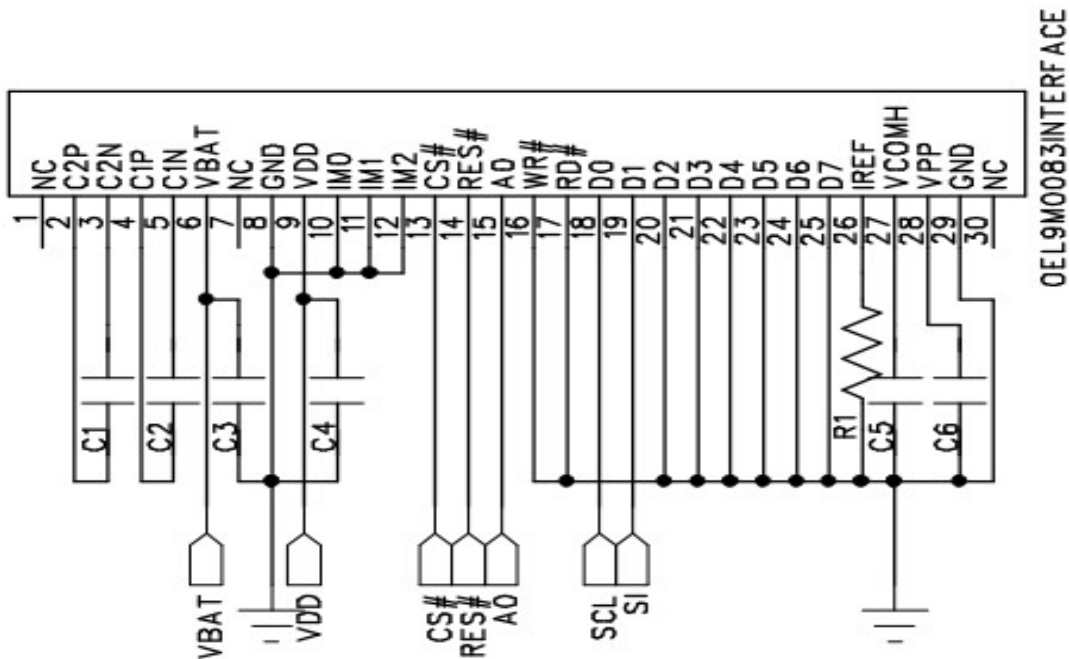 OEL9M0083INTERFACE
NC
C2P
C2N
C1P
C1N
VBAT
NC
GND
VDD
IM0
IM1
IM2
CS#
RES#
A0
WR#
RD#
D0
D1
D2
D3
D4
D5
D6
D7
IREF
VCOMH
VPP
GND
NC
1
2
3
4
5
6
7
8
9
10
11
12
13
14
15
16
17
18
19
20
21
22
23
24
25
26
27
28
29
30
C1
C2
C3
C4
R1
C5
C6
VBAT
VDD
CS#
RES#
A0
SCL
SI